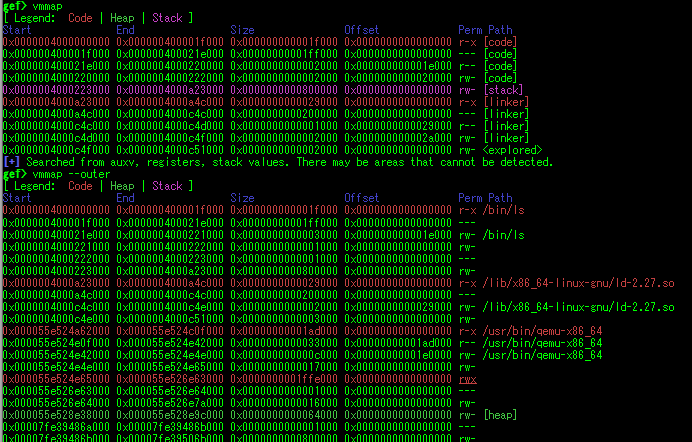 gef> vmmap
[ Legend:  Code | Heap | Stack ]
Start              End                Size               Offset             Perm Path
0x0000004000000000 0x000000400001f000 0x000000000001f000 0x0000000000000000 r-x [code]
0x000000400001f000 0x000000400021e000 0x00000000001ff000 0x0000000000000000 --- [code]
0x000000400021e000 0x0000004000220000 0x0000000000002000 0x000000000001e000 r-- [code]
0x0000004000220000 0x0000004000222000 0x0000000000002000 0x0000000000020000 rw- [code]
0x0000004000223000 0x0000004000a23000 0x0000000000800000 0x0000000000000000 rw- [stack]
0x0000004000a23000 0x0000004000a4c000 0x0000000000029000 0x0000000000000000 r-x [linker]
0x0000004000a4c000 0x0000004000c4c000 0x0000000000200000 0x0000000000000000 --- [linker]
0x0000004000c4c000 0x0000004000c4d000 0x0000000000001000 0x0000000000029000 r-- [linker]
0x0000004000c4d000 0x0000004000c4f000 0x0000000000002000 0x000000000002a000 rw- [linker]
0x0000004000c4f000 0x0000004000c51000 0x0000000000002000 0x0000000000000000 rw- <explored>
[+] Searched from auxv, registers, stack values. There may be areas that cannot be detected.
gef> vmmap --outer
[ Legend:  Code | Heap | Stack ]
Start              End                Size               Offset             Perm Path
0x0000004000000000 0x000000400001f000 0x000000000001f000 0x0000000000000000 r-x /bin/ls
0x000000400001f000 0x000000400021e000 0x00000000001ff000 0x0000000000000000 ---
0x000000400021e000 0x0000004000221000 0x0000000000003000 0x000000000001e000 rw- /bin/ls
0x0000004000221000 0x0000004000222000 0x0000000000001000 0x0000000000000000 rw-
0x0000004000222000 0x0000004000223000 0x0000000000001000 0x0000000000000000 ---
0x0000004000223000 0x0000004000a23000 0x0000000000800000 0x0000000000000000 rw-
0x0000004000a23000 0x0000004000a4c000 0x0000000000029000 0x0000000000000000 r-x /lib/x86_64-linux-gnu/ld-2.27.so
0x0000004000a4c000 0x0000004000c4c000 0x0000000000200000 0x0000000000000000 ---
0x0000004000c4c000 0x0000004000c4e000 0x0000000000002000 0x0000000000029000 rw- /lib/x86_64-linux-gnu/ld-2.27.so
0x0000004000c4e000 0x0000004000c51000 0x0000000000003000 0x0000000000000000 rw-
0x000055e524a62000 0x000055e524c0f000 0x00000000001ad000 0x0000000000000000 r-x /usr/bin/qemu-x86_64
0x000055e524e0f000 0x000055e524e42000 0x0000000000033000 0x00000000001ad000 r-- /usr/bin/qemu-x86_64
0x000055e524e42000 0x000055e524e4e000 0x000000000000c000 0x00000000001e0000 rw- /usr/bin/qemu-x86_64
0x000055e524e4e000 0x000055e524e65000 0x0000000000017000 0x0000000000000000 rw-
0x000055e524e65000 0x000055e526e63000 0x0000000001ffe000 0x0000000000000000 rwx
0x000055e526e63000 0x000055e526e64000 0x0000000000001000 0x0000000000000000 ---
0x000055e526e64000 0x000055e526e7a000 0x0000000000016000 0x0000000000000000 rw-
0x000055e528e38000 0x000055e528e9c000 0x0000000000064000 0x0000000000000000 rw- [heap]
0x00007fe39486a000 0x00007fe39486b000 0x0000000000001000 0x0000000000000000 ---